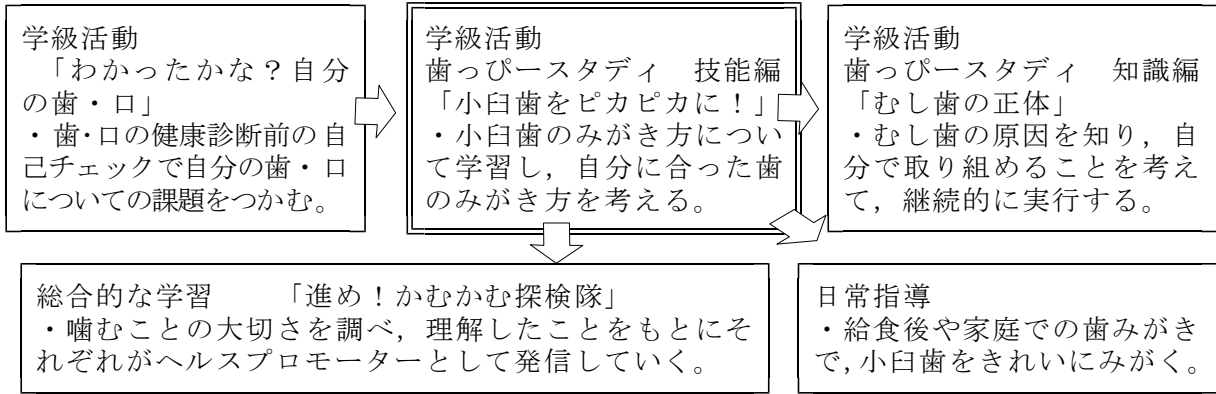 学級活動
「わかったかな？自分
の歯・口」
・歯・口の健康診断前の自
己チェックで自分の歯・口
についての課題をつかむ。
学級活動
歯っぴースタディ　技能編
「小臼歯をピカピカに！」
・小臼歯のみがき方につい
て学習し，自分に合った歯
のみがき方を考える。
学級活動
歯っぴースタディ　知識編
「むし歯の正体」
・むし歯の原因を知り，自
分で取り組めることを考え
て，継続的に実行する。
総合的な学習　　「進め！かむかむ探検隊」
・噛むことの大切さを調べ，理解したことをもとにそ
れぞれがヘルスプロモーターとして発信していく。
日常指導
・給食後や家庭での歯みがき
で，小臼歯をきれいにみがく。